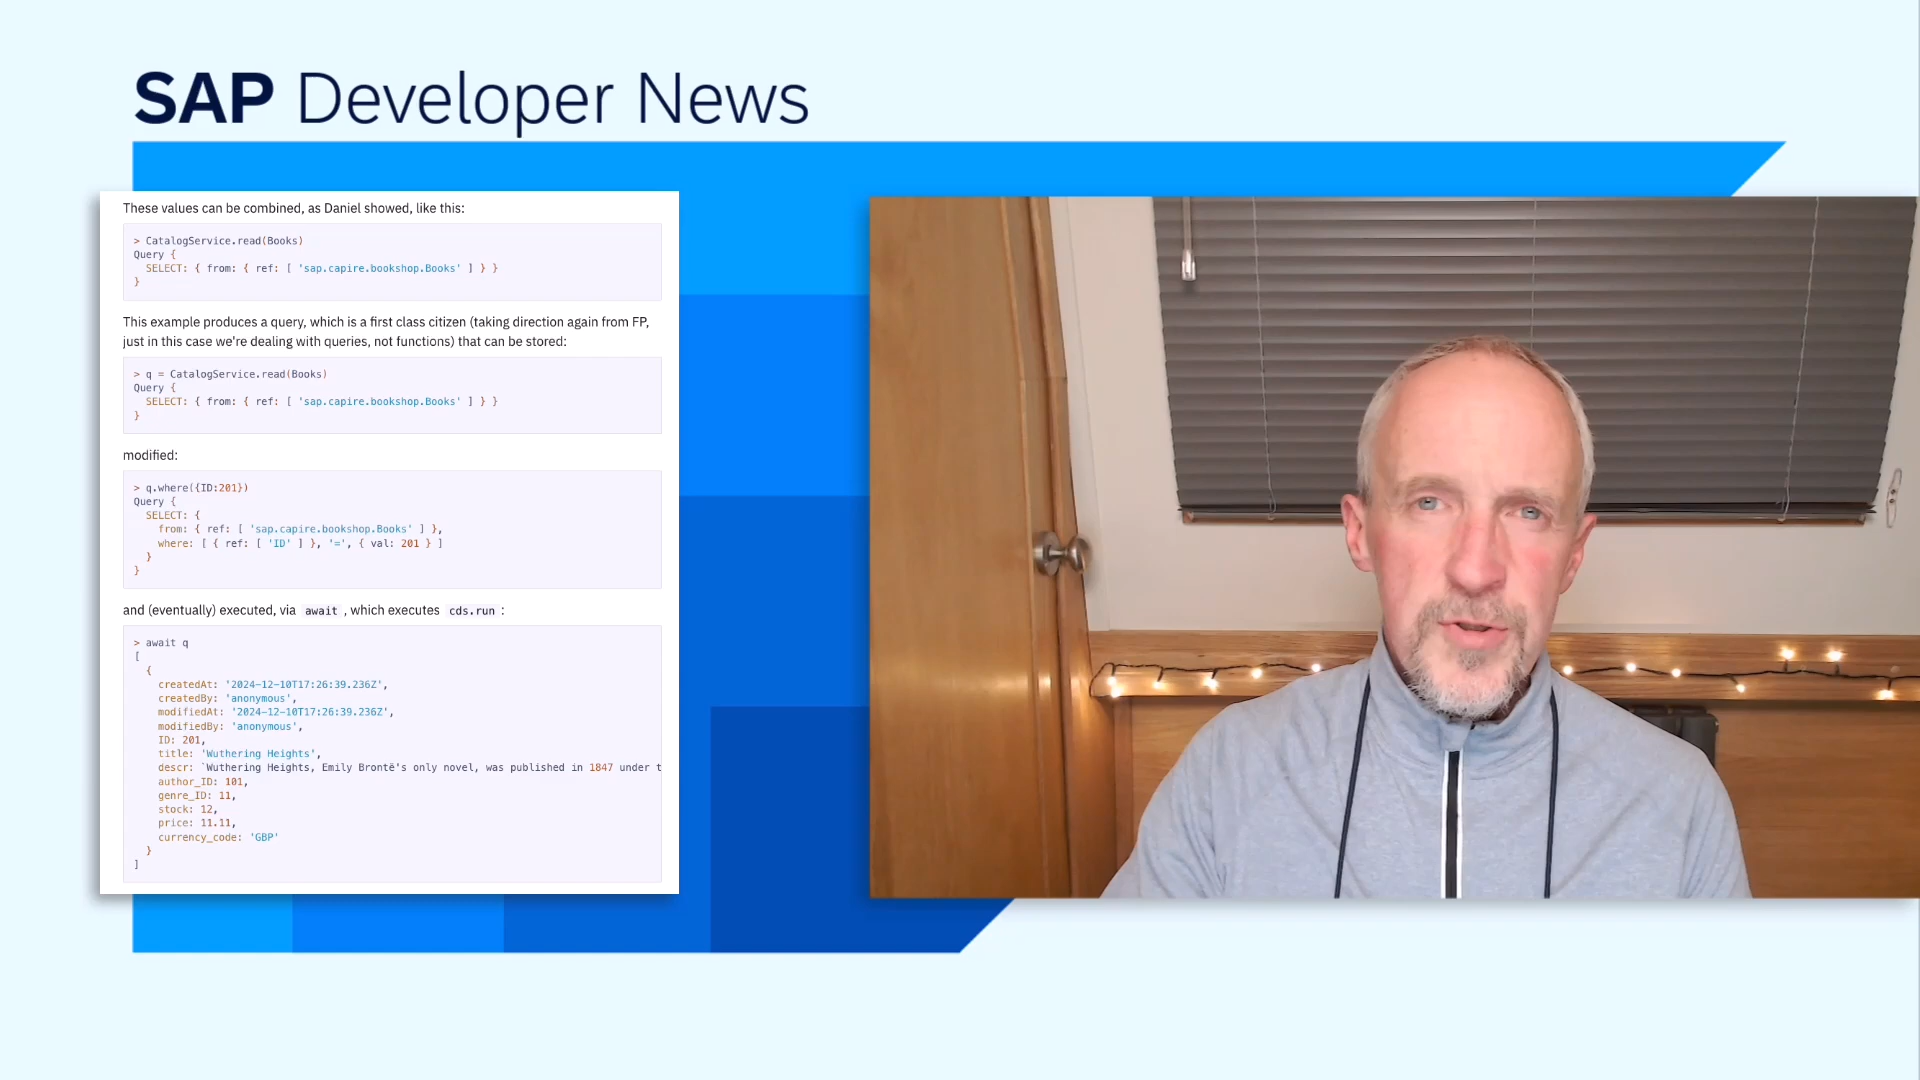 SAP Developer News
These values can be combined, as Daniel showed, like this:
> CatalogService.read(Books)
Query {
  SELECT: { from: { ref: [ 'sap.capire.bookshop.Books' ] } }
}
This example produces a query, which is a first class citizen (taking direction again from FP,
just in this case we're dealing with queries, not functions) that can be stored:
> q = CatalogService.read(Books)
Query {
  SELECT: { from: { ref: [ 'sap.capire.bookshop.Books' ] } }
}
modified:
> q.where({ID:201})
Query {
  SELECT: {
    from: { ref: [ 'sap.capire.bookshop.Books' ] },
    where: [ { ref: [ 'ID' ] }, '=', { val: 201 } ]
  }
}
and (eventually) executed, via await , which executes cds.run :
> await q
[
  {
    createdAt: '2024-12-10T17:26:39.236Z',
    createdBy: 'anonymous',
    modifiedAt: '2024-12-10T17:26:39.236Z',
    modifiedBy: 'anonymous',
    ID: 201,
    title: 'Wuthering Heights',
    descr: `Wuthering Heights, Emily Brontë's only novel, was published in 1847 under t
    author_ID: 101,
    genre_ID: 11,
    stock: 12,
    price: 11.11,
    currency_code: 'GBP'
  }
]